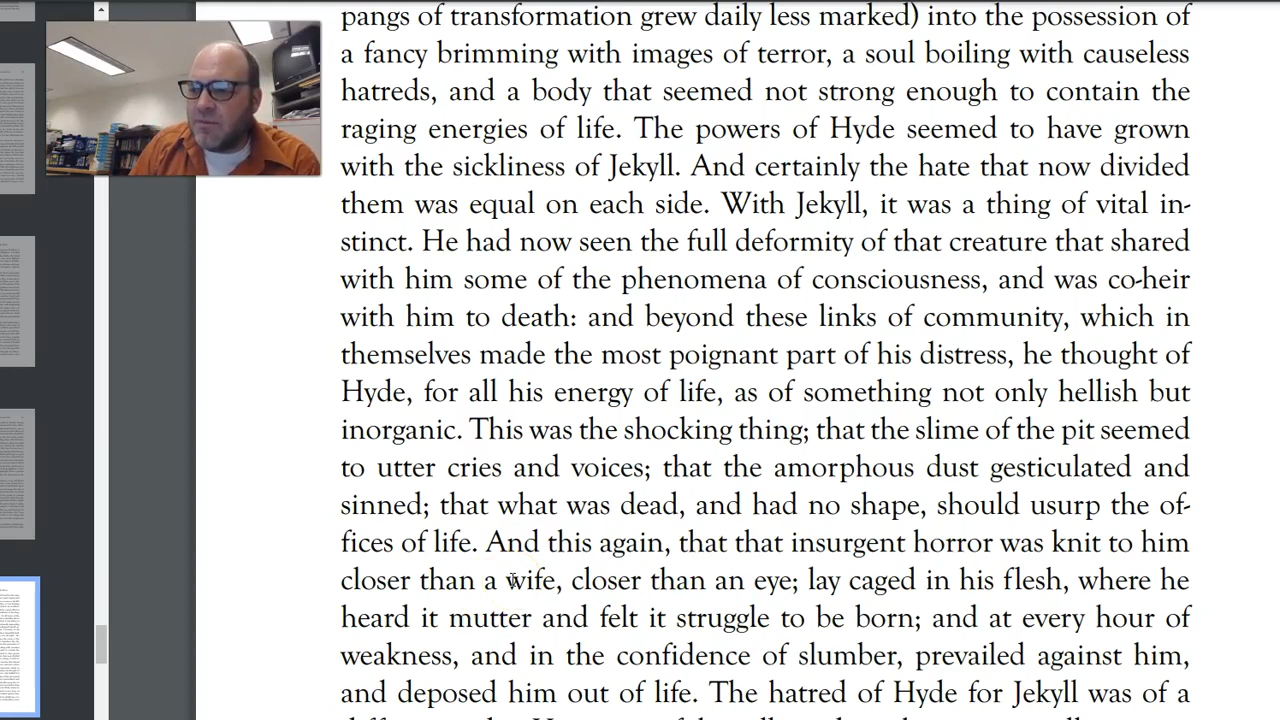 pangs of transformation grew daily less marked) into the possession of
a fancy brimming with images of terror, a soul boiling with causeless
hatreds, and a body that seemed not strong enough to contain the
raging energies of life. The powers of Hyde seemed to have grown
with the sickliness of Jekyll. And certainly the hate that now divided
them was equal on each side. With Jekyll, it was a thing of vital in-
stinct. He had now seen the full deformity of that creature that shared
with him some of the phenomena of consciousness, and was co-heir
with him to death: and beyond these links of community, which in
themselves made the most poignant part of his distress, he thought of
Hyde, for all his energy of life, as of something not only hellish but
inorganic. This was the shocking thing; that the slime of the pit seemed
to utter cries and voices; that the amorphous dust gesticulated and
sinned; that what was dead, and had no shape, should usurp the of-
fices of life. And this again, that that insurgent horror was knit to him
closer than a wife, closer than an eye; lay caged in his flesh, where he
heard it mutter and felt it struggle to be born; and at every hour of
weakness, and in the confidence of slumber, prevailed against him,
and deposed him out of life. The hatred of Hyde for Jekyll was of a